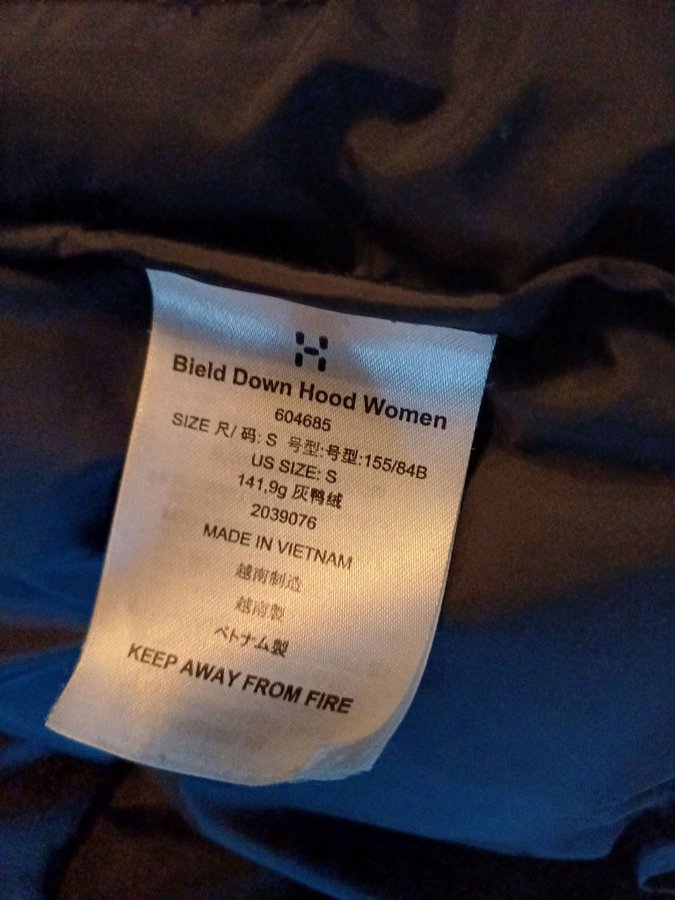 Bield Down Hood Women
604685
SIZE 尺/ 码: S 号型:号型:155/84B
US SIZE: S
141,9g 灰鸭绒
2039076
MADE IN VIETNAM
越南制造
越南製
ベトナム製
KEEP AWAY FROM FIRE